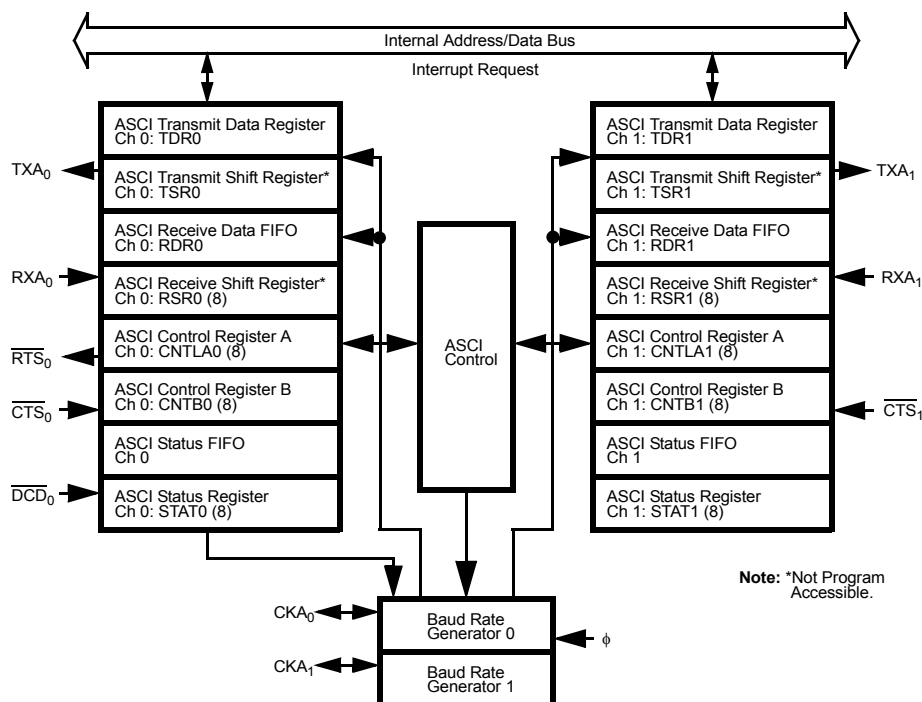 Internal Address/Data Bus
Interrupt Request
ASCI Transmit Data Register
Ch 0: TDR0
ASCI Transmit Shift Register*
Ch 0: TSR0
ASCI Receive Data FIFO
Ch 0: RDR0
ASCI Receive Shift Register*
Ch 0: RSR0 (8)
ASCI Control Register A
Ch 0: CNTLA0 (8)
ASCI Control Register B
Ch 0: CNTB0 (8)
ASCI Status FIFO
Ch 0
ASCI Status Register
Ch 0: STAT0 (8)
TXA0
RXA0
RTS0
CTS0
DCD0
ASCI
Control
ASCI Transmit Data Register
Ch 1: TDR1
ASCI Transmit Shift Register*
Ch 1: TSR1
ASCI Receive Data FIFO
Ch 1: RDR1
ASCI Receive Shift Register*
Ch 1: RSR1 (8)
ASCI Control Register A
Ch 1: CNTLA1 (8)
ASCI Control Register B
Ch 1: CNTB1 (8)
ASCI Status FIFO
Ch 1
ASCI Status Register
Ch 1: STAT1 (8)
TXA1
RXA1
CTS1
Note: *Not Program
Accessible.
CKA0
Baud Rate
Generator 0
ϕ
CKA1
Baud Rate
Generator 1